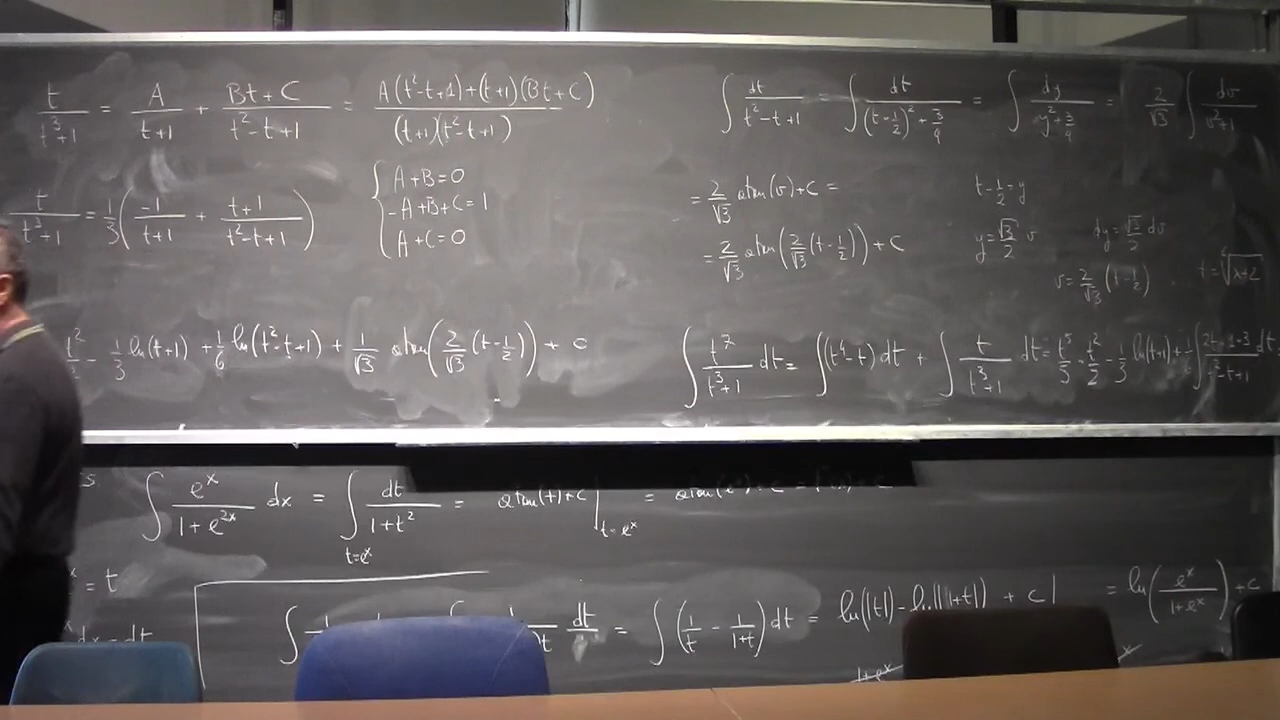 t/(t³+1) = A/(t+1) + (Bt+C)/(t²-t+1) = (A(t²-t+1)+(t+1)(Bt+C))/((t+1)(t²-t+1))
{ A+B=0
-A+B+C=1
A+C=0
t/(t³+1) = 1/3 ( -1/(t+1) + (t+1)/(t²-t+1) )
- 1/3 ln(t+1) + 1/6 ln(t²-t+1) + 1/√3 atan( 2/√3 (t-1/2) ) + c
∫ dt/(t²-t+1) = ∫ dt/((t-1/2)²+3/4) = ∫ dy/(y²+3/4) = 2/√3 ∫ dv/(v²+1)
= 2/√3 atan(v)+c =
= 2/√3 atan( 2/√3 (t-1/2) ) + c
t-1/2=y
y=√3/2 v dy=√3/2 dv
v=2/√3 (t-1/2)
∫ t⁷/(t³+1) dt = ∫(t⁴-t)dt + ∫ t/(t³+1) dt = t⁵/5 - t²/2 - 1/3 ln(t+1) +
∫ eˣ/(1+e²ˣ) dx = ∫ dt/(1+t²) = atan(t)+c | =
t=eˣ t=eˣ
= t
∫ dt = ∫ (1/t - 1/(1+t)) dt = ln(|t|) - ln(|1+t|) + c | = ln( eˣ/(1+eˣ) ) + c